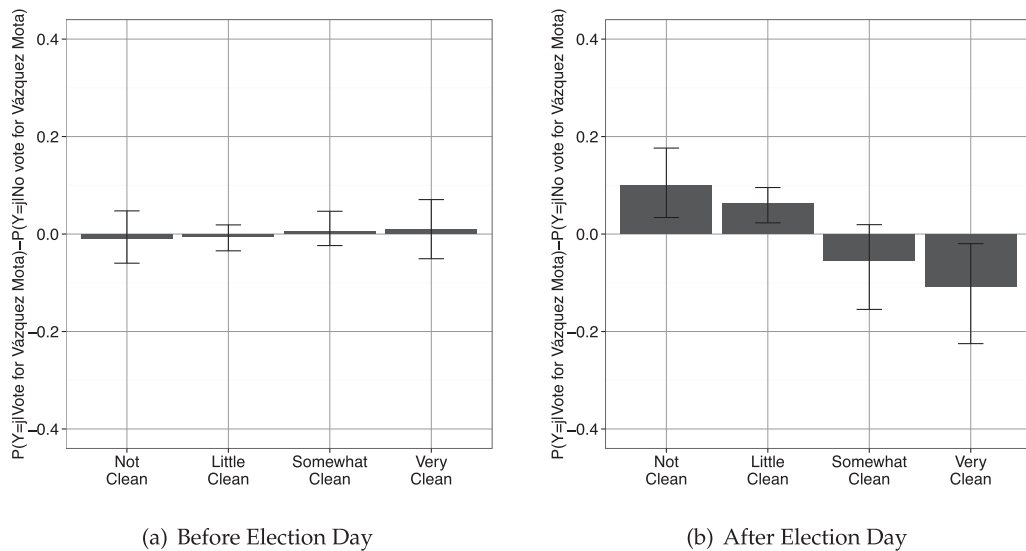 P(Y=j|Vote for Vázquez Mota)−P(Y=j|No vote for Vázquez Mota)
0.4
0.2
0.0
−0.2
−0.4
Not Clean
Little Clean
Somewhat Clean
Very Clean
(a) Before Election Day
P(Y=j|Vote for Vázquez Mota)−P(Y=j|No vote for Vázquez Mota)
0.4
0.2
0.0
−0.2
−0.4
Not Clean
Little Clean
Somewhat Clean
Very Clean
(b) After Election Day